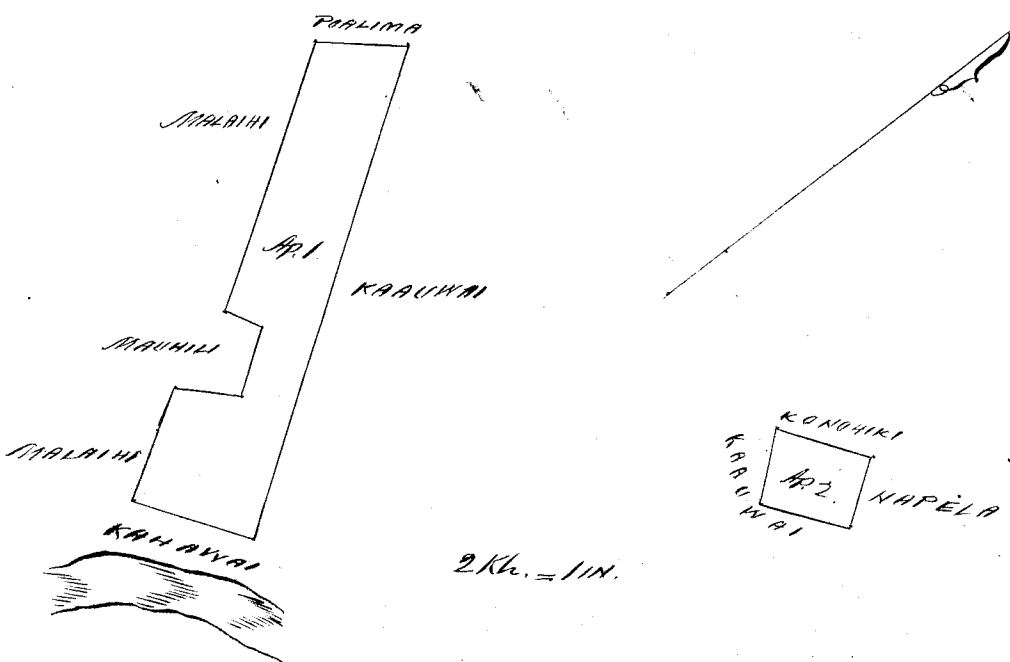 POALIMA
MALAIHI
Ap. 1.
KAAUWAI
MAUHILI
MALAIHI
KAHAWAI
2 Kh. = 1 IN.
KONOHIKI
KAAUWAI
Ap. 2.
NAPELA